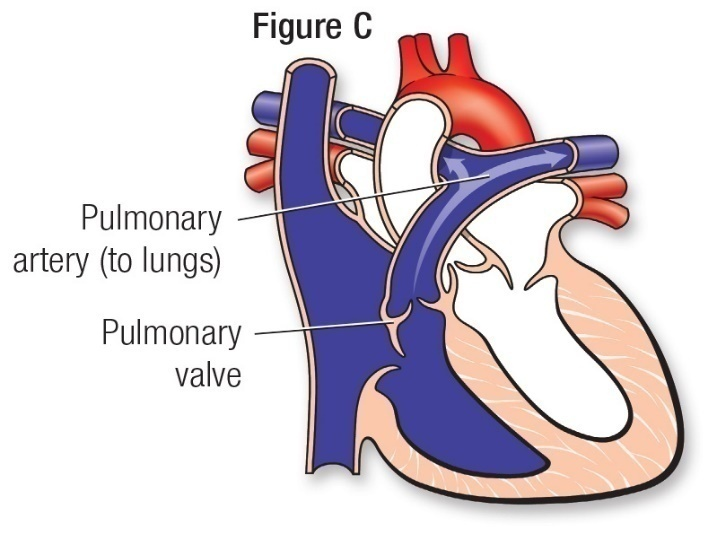 Figure C
Pulmonary
artery (to lungs)
Pulmonary
valve